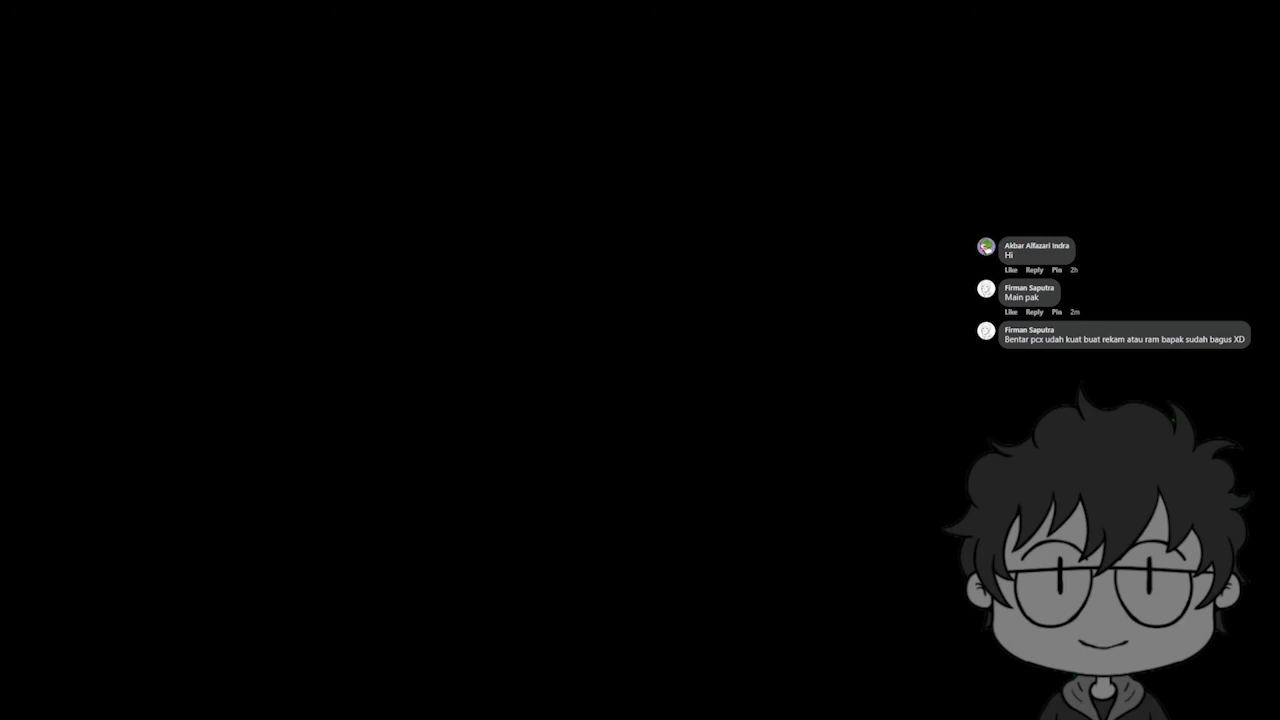 Akbar Alfazari Indra
Hi
Like Reply Pin 2h
Firman Saputra
Main pak
Like Reply Pin 2m
Firman Saputra
Bentar pcx udah kuat buat rekam atau ram bapak sudah bagus XD